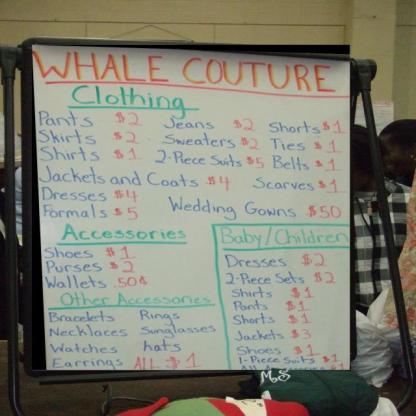 WHALE COUTURE
Clothing
Pants $2 Jeans $2 Shorts $1
Skirts $2 Sweaters $2 Ties $1
Shirts $1 2-Piece Suits $5 Belts $1
Jackets and Coats $4 Scarves $1
Dresses $4
Formals $5 Wedding Gowns $50
Accessories
Shoes $1
Purses $2
Wallets .50¢
Other Accessories
Bracelets Rings
Necklaces Sunglasses
Watches hats
Earrings ALL $1
Baby/Children
Dresses $2
2-Piece Sets $2
Shirts $1
Pants $1
Shorts $1
Jackets $3
Shoes $1
1-Piece Suits $1
MS